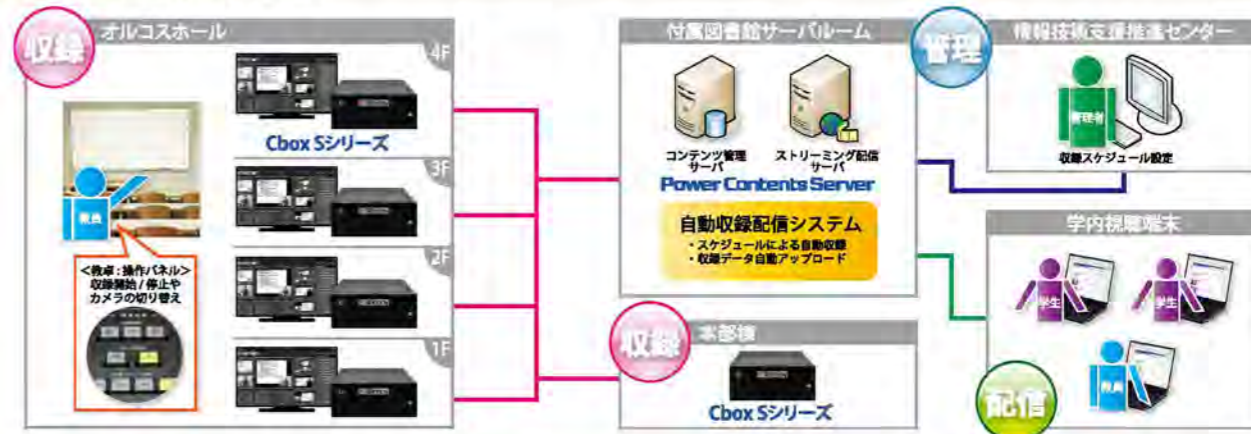 収録
オルコスホール
4F
Cbox Sシリーズ
3F
2F
1F
教員
<教卓:操作パネル>
収録開始/停止や
カメラの切り替え
付属図書館サーバルーム
コンテンツ管理
サーバ
ストリーミング配信
サーバ
Power Contents Server
自動収録配信システム
・スケジュールによる自動収録
・収録データ自動アップロード
収録
本部棟
Cbox Sシリーズ
管理
情報技術支援推進センター
管理者
収録スケジュール設定
学内視聴端末
学生
学生
教員
配信